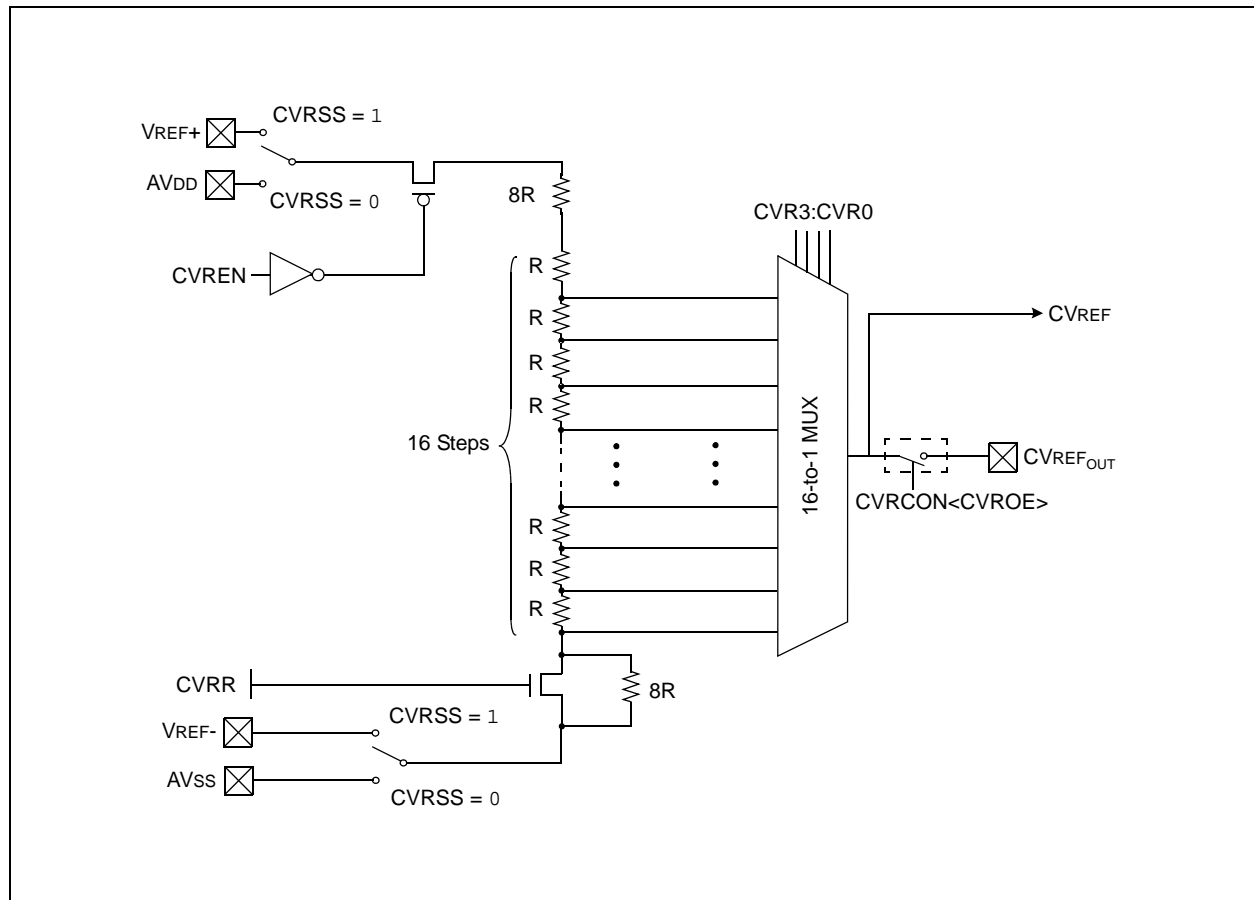 CVRSS = 1
VREF+
AVDD
CVRSS = 0
8R
CVR3:CVR0
CVREN
R
R
R
R
16 Steps
R
R
R
16-to-1 MUX
CVREF
CVREFOUT
CVRCON<CVROE>
CVRR
8R
CVRSS = 1
VREF-
AVSS
CVRSS = 0